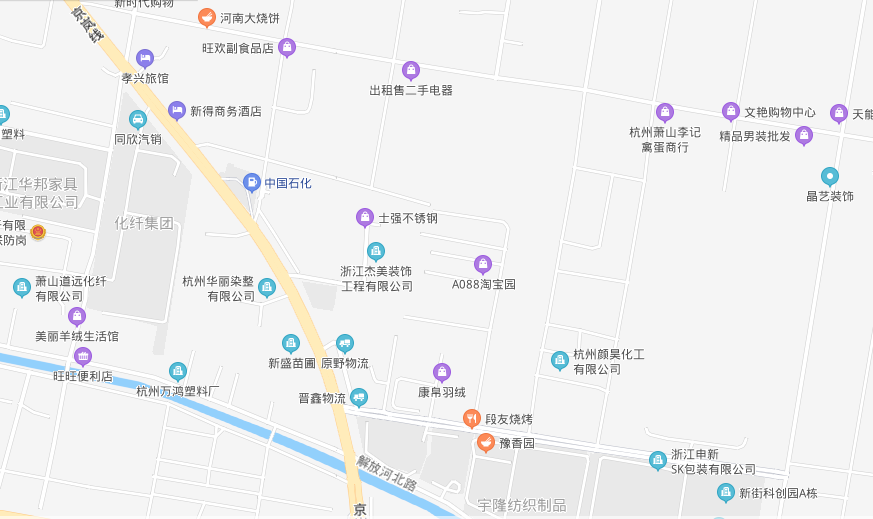 新时代购物
京岚线
河南大烧饼
旺欢副食品店
孝兴旅馆
出租售二手电器
新得商务酒店
同欣汽销
塑料
杭州萧山李记
禽蛋商行
文艳购物中心
天能
精品男装批发
江华邦家具
工业有限公司
中国石化
晶艺装饰
化纤集团
士强不锈钢
有限
防岗
浙江杰美装饰
工程有限公司
A088淘宝园
萧山道远化纤
有限公司
杭州华丽染整
有限公司
美丽羊绒生活馆
旺旺便利店
新盛苗圃
原野物流
杭州颜昊化工
有限公司
杭州万鸿塑料厂
晋鑫物流
康帛羽绒
段友烧烤
豫香园
解放河北路
浙江申新
SK包装有限公司
新街科创园A栋
宇隆纺织制品
京